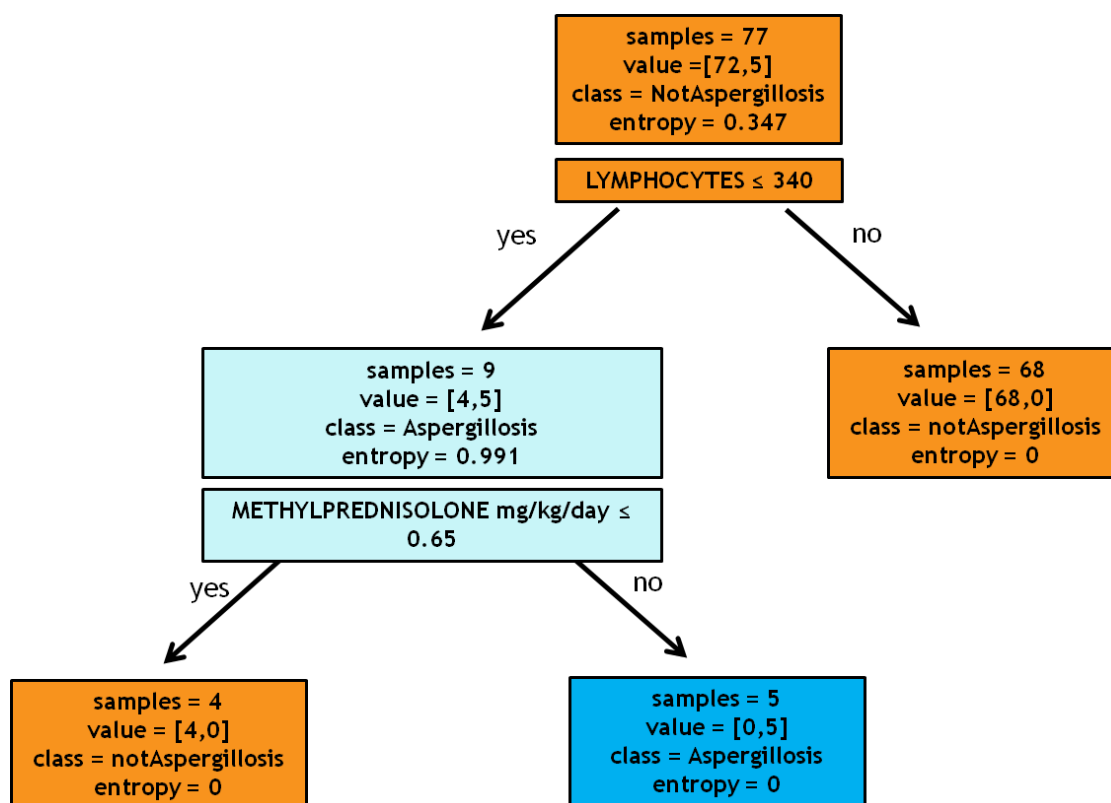 samples = 77
value =[72,5]
class = NotAspergillosis
entropy = 0.347
LYMPHOCYTES ≤ 340
yes
no
samples = 9
value = [4,5]
class = Aspergillosis
entropy = 0.991
samples = 68
value = [68,0]
class = notAspergillosis
entropy = 0
METHYLPREDNISOLONE mg/kg/day ≤
0.65
yes
no
samples = 4
value = [4,0]
class = notAspergillosis
entropy = 0
samples = 5
value = [0,5]
class = Aspergillosis
entropy = 0